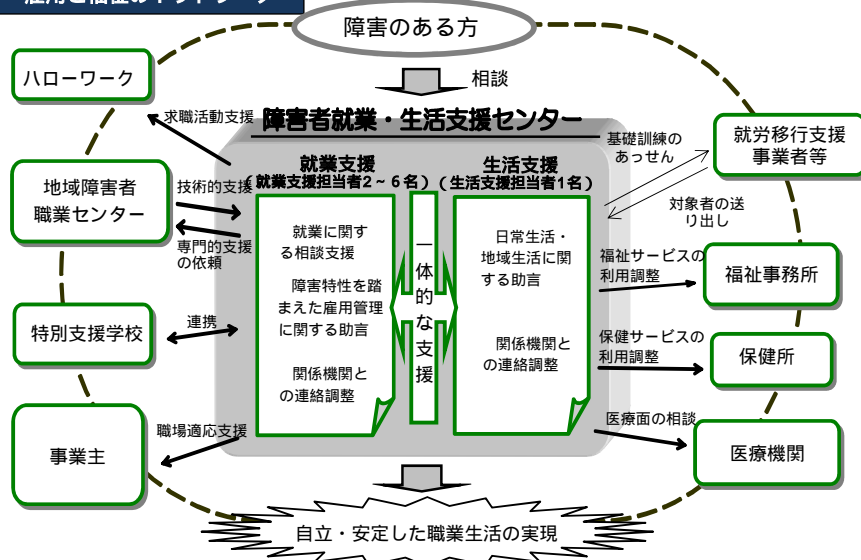 雇用と福祉のネットワーク
障害のある方
相談
ハローワーク
求職活動支援
障害者就業・生活支援センター
基礎訓練の
あっせん
就労移行支援
事業者等
対象者の送
り出し
地域障害者
職業センター
技術的支援
専門的支援
の依頼
就業支援
(就業支援担当者2~6名)
生活支援
(生活支援担当者1名)
就業に関す
る相談支援
障害特性を踏
まえた雇用管理
に関する助言
関係機関と
の連絡調整
一体的な支援
日常生活・
地域生活に関
する助言
関係機関と
の連絡調整
福祉サービスの
利用調整
福祉事務所
特別支援学校
連携
保健サービスの
利用調整
保健所
事業主
職場適応支援
医療面の相談
医療機関
自立・安定した職業生活の実現